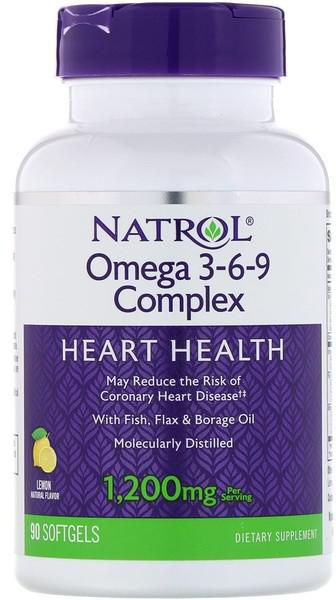 NATROL®
Omega 3-6-9
Complex
HEART HEALTH
May Reduce the Risk of
Coronary Heart Disease†‡
With Fish, Flax & Borage Oil
Molecularly Distilled
LEMON
NATURAL FLAVOR
1,200mg Per
Serving
90 SOFTGELS
DIETARY SUPPLEMENT